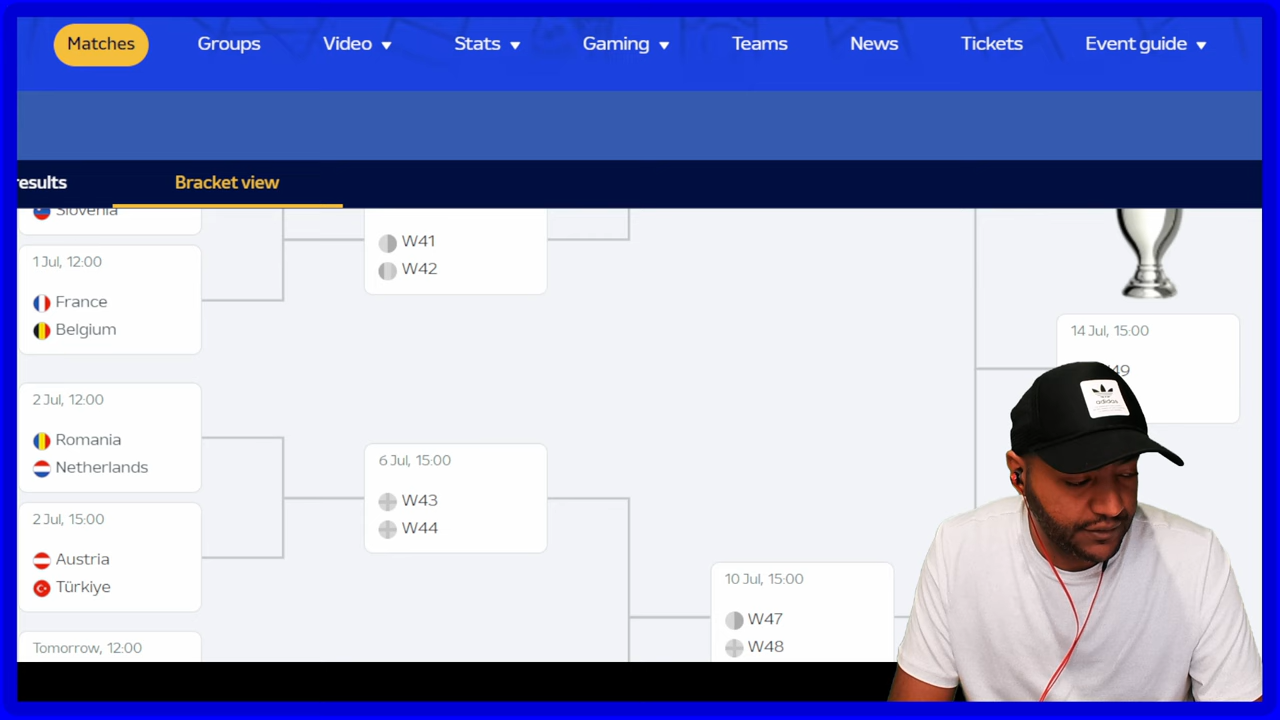 Matches
Groups
Video
Stats
Gaming
Teams
News
Tickets
Event guide
results
Bracket view
Slovenia
1 Jul, 12:00
France
Belgium
2 Jul, 12:00
Romania
Netherlands
2 Jul, 15:00
Austria
Türkiye
Tomorrow, 12:00
W41
W42
6 Jul, 15:00
W43
W44
10 Jul, 15:00
W47
W48
14 Jul, 15:00
adidas